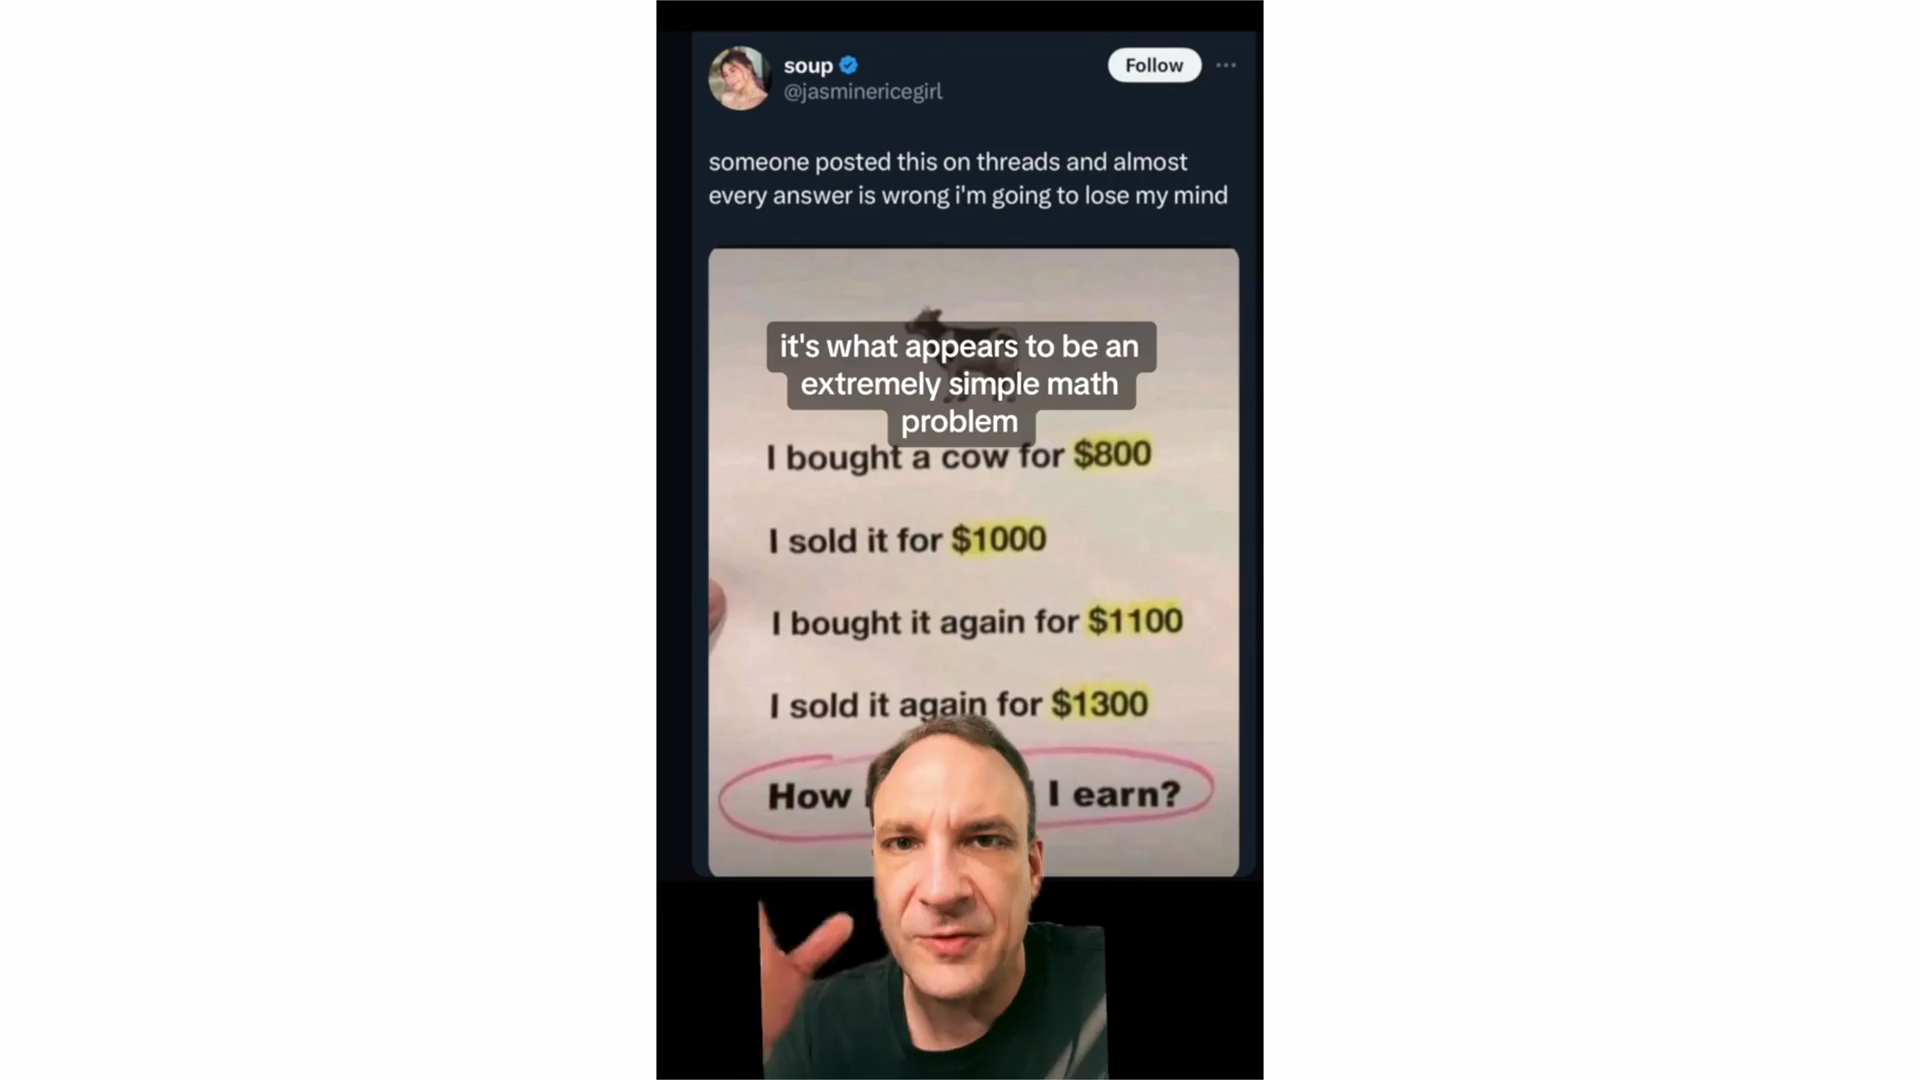 soup
Follow
@jasminericegirl
someone posted this on threads and almost
every answer is wrong i'm going to lose my mind
it's what appears to be an
extremely simple math
problem
I bought a cow for $800
I sold it for $1000
I bought it again for $1100
I sold it again for $1300
How I earn?